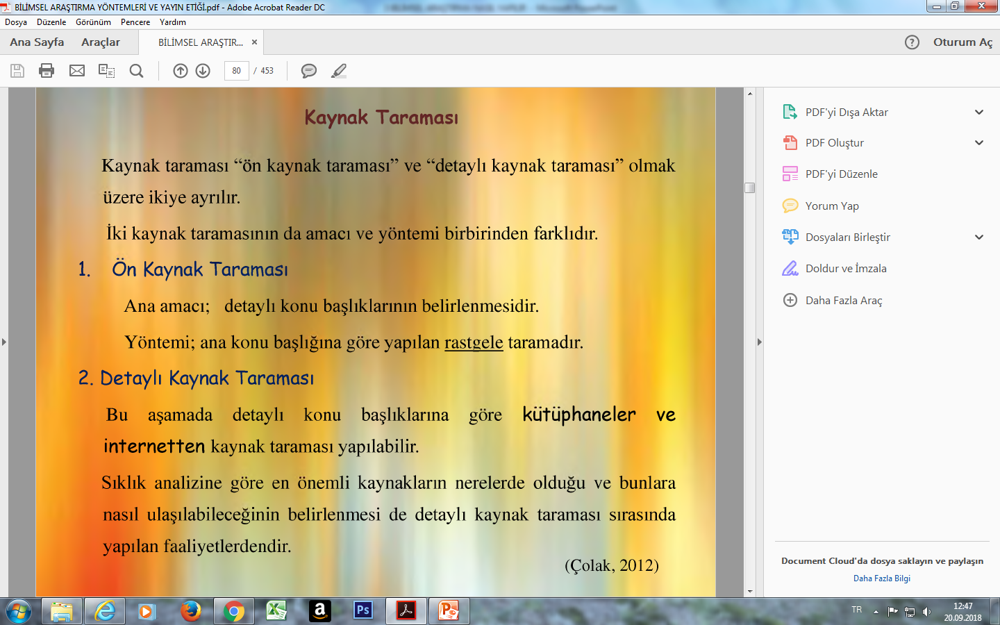 BİLİMSEL ARAŞTIRMA YÖNTEMLERİ VE YAYIN ETİĞİ.pdf - Adobe Acrobat Reader DC
Dosya Düzenle Görünüm Pencere Yardım
Ana Sayfa Araçlar BİLİMSEL ARAŞTIR... × ? Oturum Aç
80 / 453
Kaynak Taraması
Kaynak taraması “ön kaynak taraması” ve “detaylı kaynak taraması” olmak
üzere ikiye ayrılır.
İki kaynak taramasının da amacı ve yöntemi birbirinden farklıdır.
1. Ön Kaynak Taraması
Ana amacı; detaylı konu başlıklarının belirlenmesidir.
Yöntemi; ana konu başlığına göre yapılan rastgele taramadır.
2. Detaylı Kaynak Taraması
Bu aşamada detaylı konu başlıklarına göre kütüphaneler ve
internetten kaynak taraması yapılabilir.
Sıklık analizine göre en önemli kaynakların nerelerde olduğu ve bunlara
nasıl ulaşılabileceğinin belirlenmesi de detaylı kaynak taraması sırasında
yapılan faaliyetlerdendir.
(Çolak, 2012)
PDF'yi Dışa Aktar
PDF Oluştur
PDF'yi Düzenle
Yorum Yap
Dosyaları Birleştir
Doldur ve İmzala
Daha Fazla Araç
Document Cloud'da dosya saklayın ve paylaşın
Daha Fazla Bilgi
a Ps TR 12:47
20.09.2018